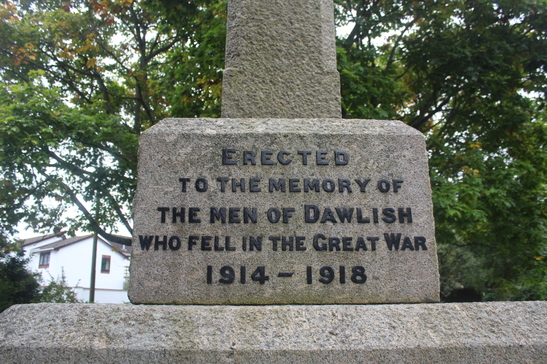 Erected
to the memory of
the men of Dawlish
who fell in the Great War
1914 – 1918